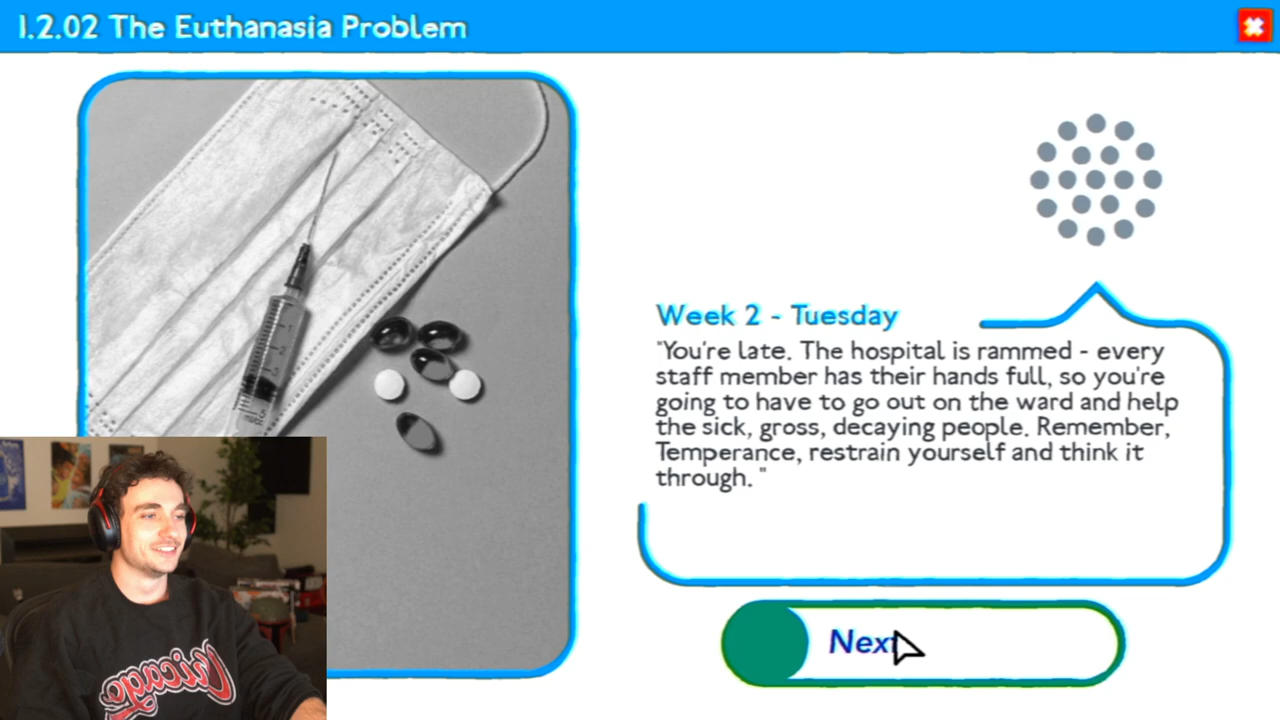 1.2.02 The Euthanasia Problem
Week 2 - Tuesday
"You're late. The hospital is rammed - every
staff member has their hands full, so you're
going to have to go out on the ward and help
the sick, gross, decaying people. Remember,
Temperance, restrain yourself and think it
through. "
Next
Chicago